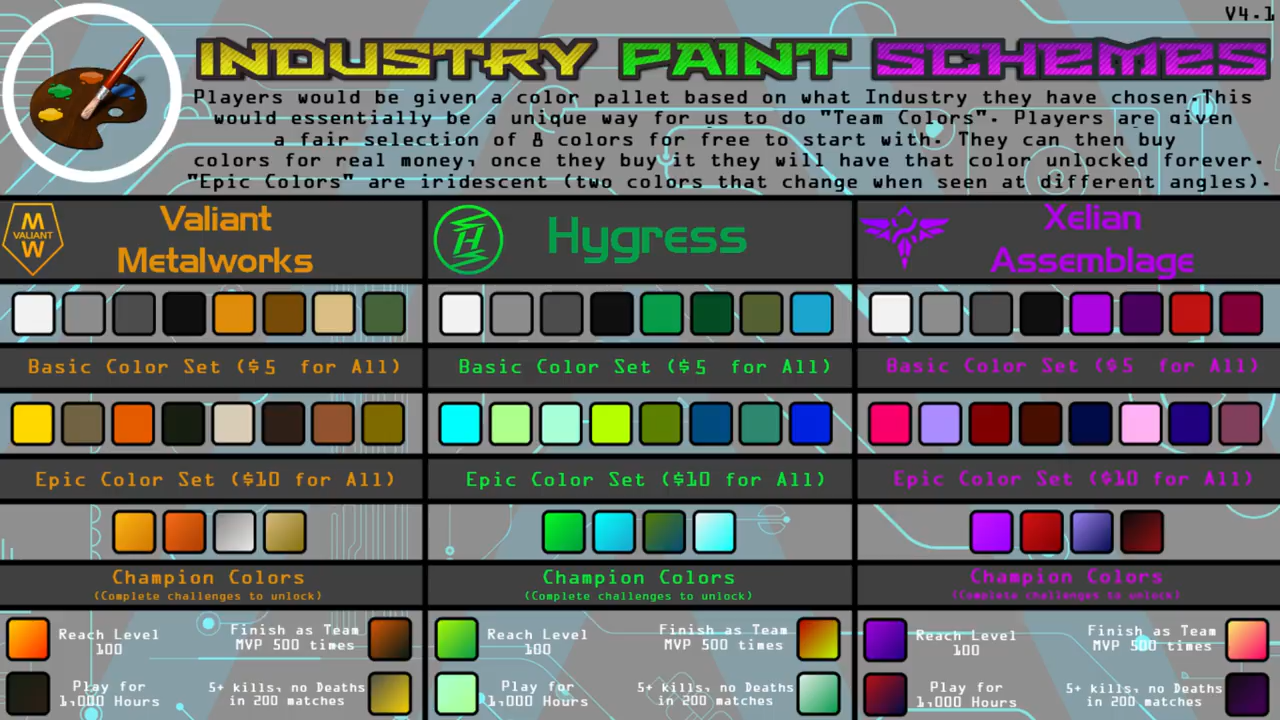 V4.1
INDUSTRY PAINT SCHEMES
Players would be given a color pallet based on what Industry they have chosen.This
would essentially be a unique way for us to do "Team Colors". Players are given
a fair selection of 8 colors for free to start with. They can then buy
colors for real money, once they buy it they will have that color unlocked forever.
"Epic Colors" are iridescent (two colors that change when seen at different angles).
M
VALIANT
W
Valiant
Metalworks
H
Hygress
Xelian
Assemblage
Basic Color Set ($5 for All)
Basic Color Set ($5 for All)
Basic Color Set ($5 for All)
Epic Color Set ($10 for All)
Epic Color Set ($10 for All)
Epic Color Set ($10 for All)
Champion Colors
(Complete challenges to unlock)
Champion Colors
(Complete challenges to unlock)
Champion Colors
(Complete challenges to unlock)
Reach Level
100
Finish as Team
MVP 500 times
Reach Level
100
Finish as Team
MVP 500 times
Reach Level
100
Finish as Team
MVP 500 times
Play for
1,000 Hours
5+ kills, no Deaths
in 200 matches
Play for
1,000 Hours
5+ kills, no Deaths
in 200 matches
Play for
1,000 Hours
5+ kills, no Deaths
in 200 matches